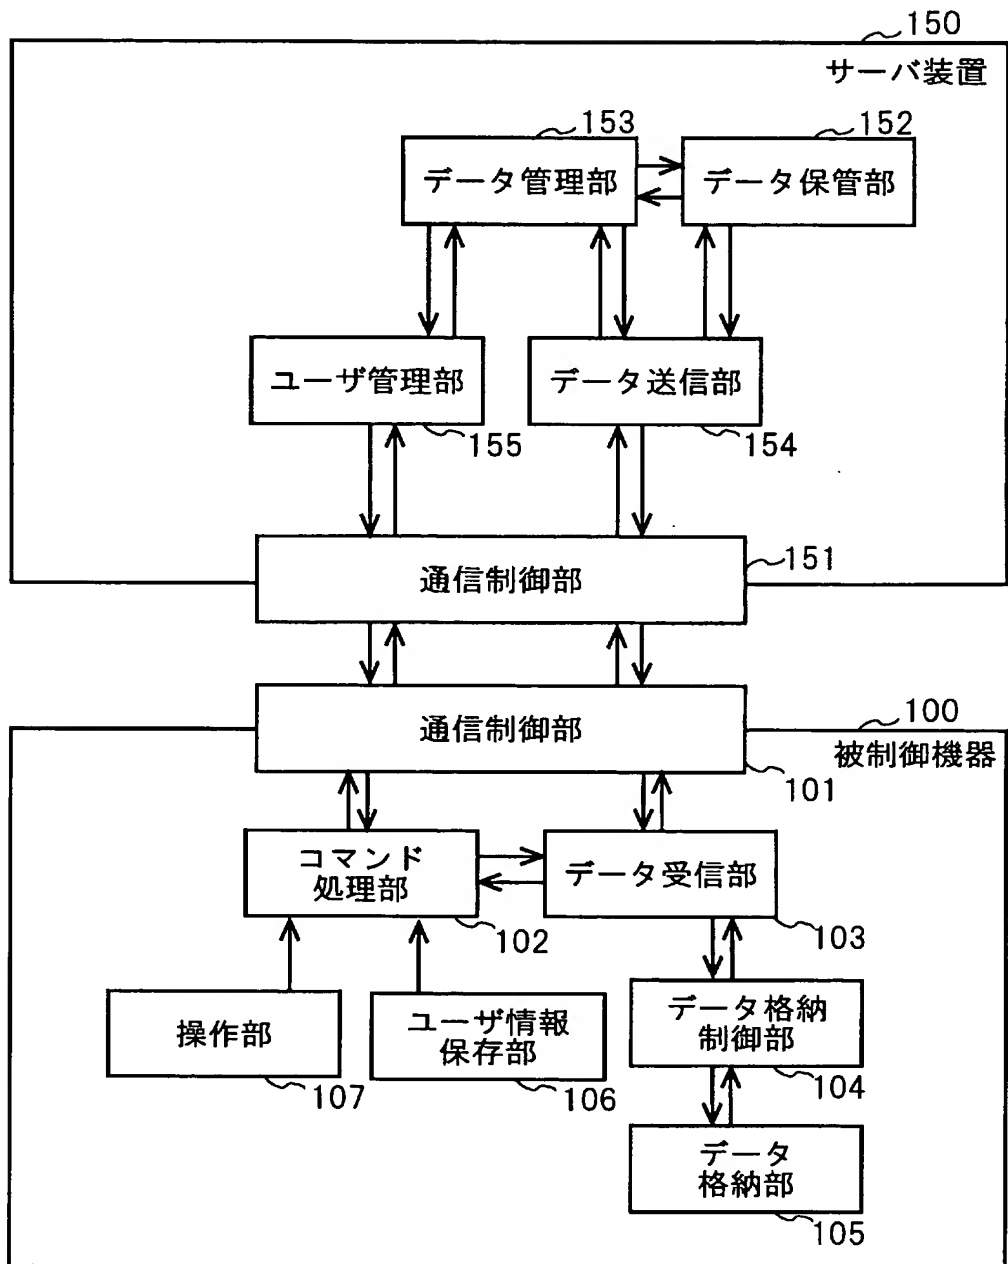 150
サーバ装置
153
152
データ管理部
データ保管部
ユーザ管理部
データ送信部
155
154
通信制御部
151
通信制御部
100
被制御機器
101
コマンド
処理部
データ受信部
102
103
操作部
ユーザ情報
保存部
データ格納
制御部
107
106
104
データ
格納部
105